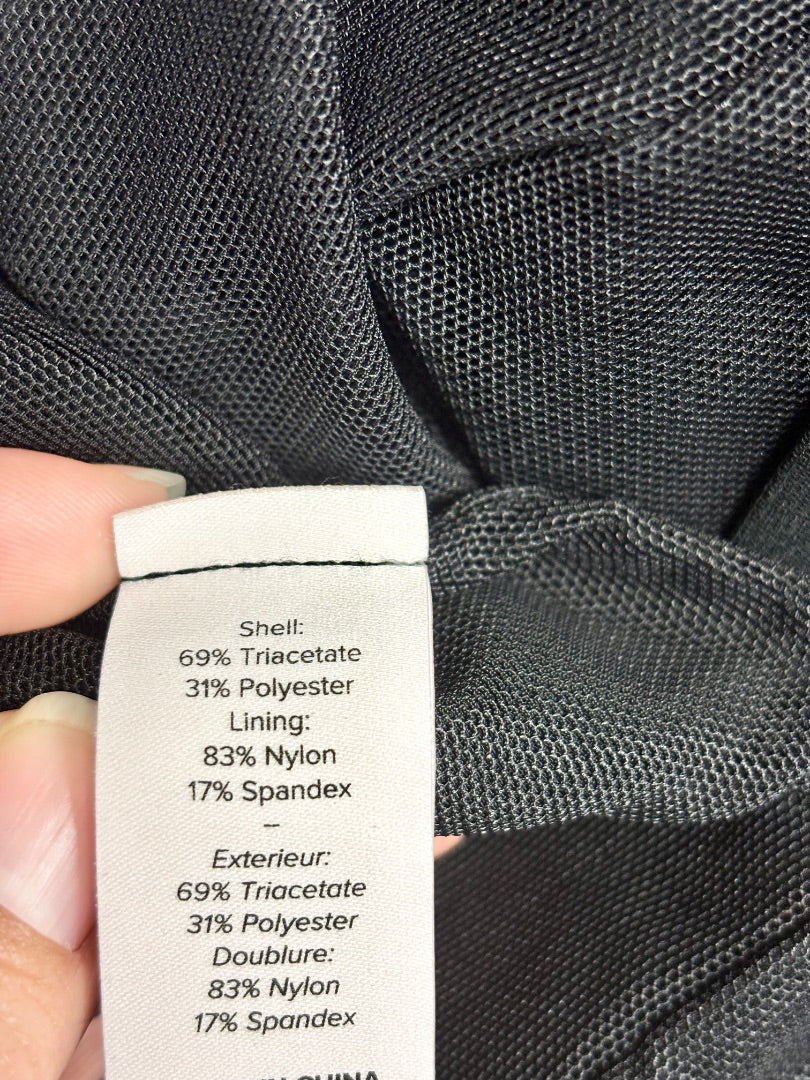 Shell:
69% Triacetate
31% Polyester
Lining:
83% Nylon
17% Spandex
–
Exterieur:
69% Triacetate
31% Polyester
Doublure:
83% Nylon
17% Spandex
CHINA